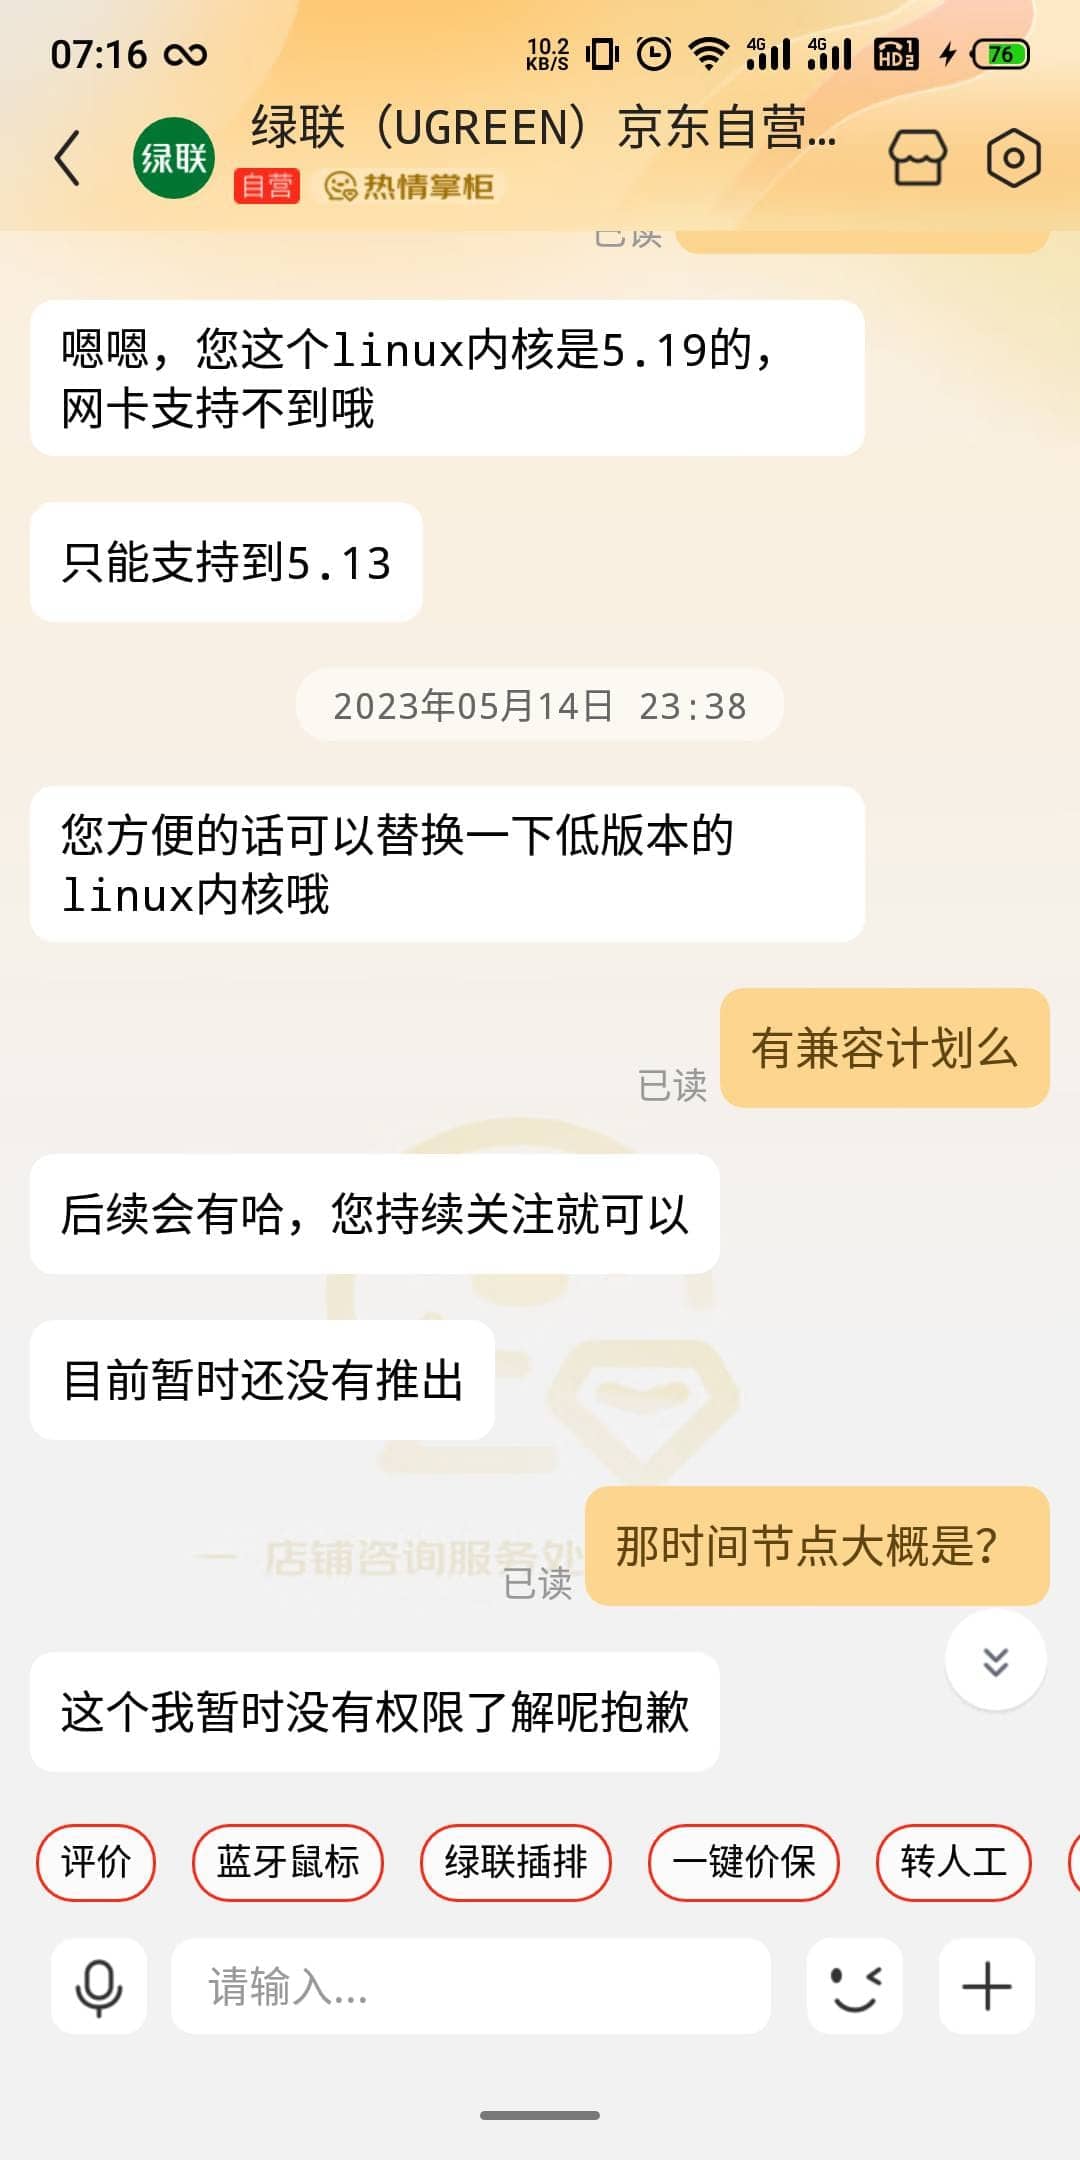 07:16
10.2
KB/S
4G
4G
HD 1
2
76
绿联
绿联（UGREEN）京东自营...
自营
热情掌柜
已读
嗯嗯，您这个linux内核是5.19的，
网卡支持不到哦
只能支持到5.13
2023年05月14日 23:38
您方便的话可以替换一下低版本的
linux内核哦
有兼容计划么
已读
后续会有哈，您持续关注就可以
目前暂时还没有推出
那时间节点大概是？
店铺咨询服务处
已读
这个我暂时没有权限了解呢抱歉
评价
蓝牙鼠标
绿联插排
一键价保
转人工
请输入...